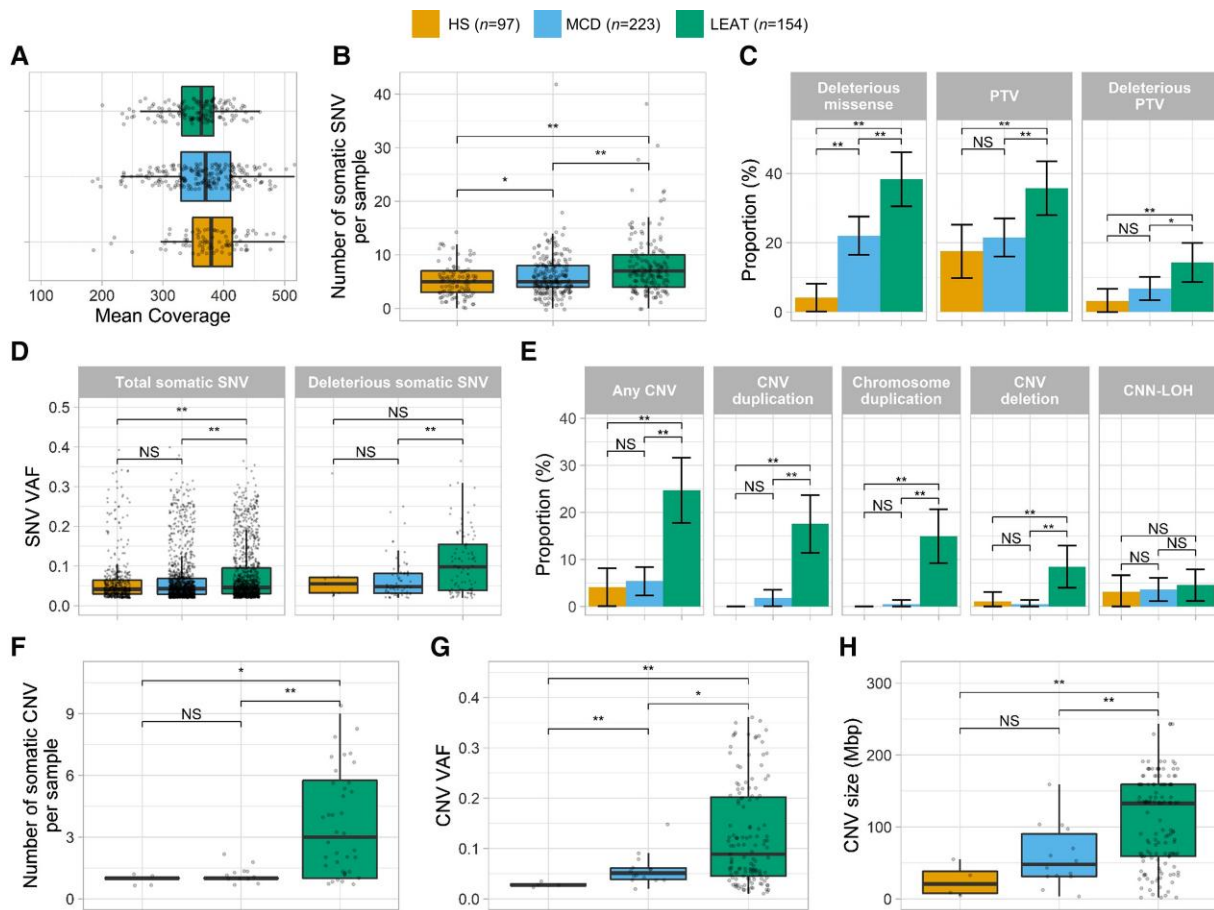 HS (n=97) MCD (n=223) LEAT (n=154)
A
100 200 300 400 500
Mean Coverage
B
Number of somatic SNV
per sample
40
30
20
10
0
**
**
*
C
Proportion (%)
40
20
0
Deleterious
missense
**
**
**
PTV
**
NS
**
Deleterious
PTV
**
NS
*
D
SNV VAF
0.5
0.4
0.3
0.2
0.1
0.0
Total somatic SNV
**
NS
**
Deleterious somatic SNV
NS
NS
**
E
Proportion (%)
40
30
20
10
0
Any CNV
**
NS
**
CNV
duplication
**
NS
**
Chromosome
duplication
**
NS
**
CNV
deletion
**
NS
**
CNN-LOH
NS
NS
NS
F
Number of somatic CNV
per sample
9
6
3
0
*
**
NS
G
CNV VAF
0.4
0.3
0.2
0.1
0.0
**
*
**
H
CNV size (Mbp)
300
200
100
0
**
NS
**